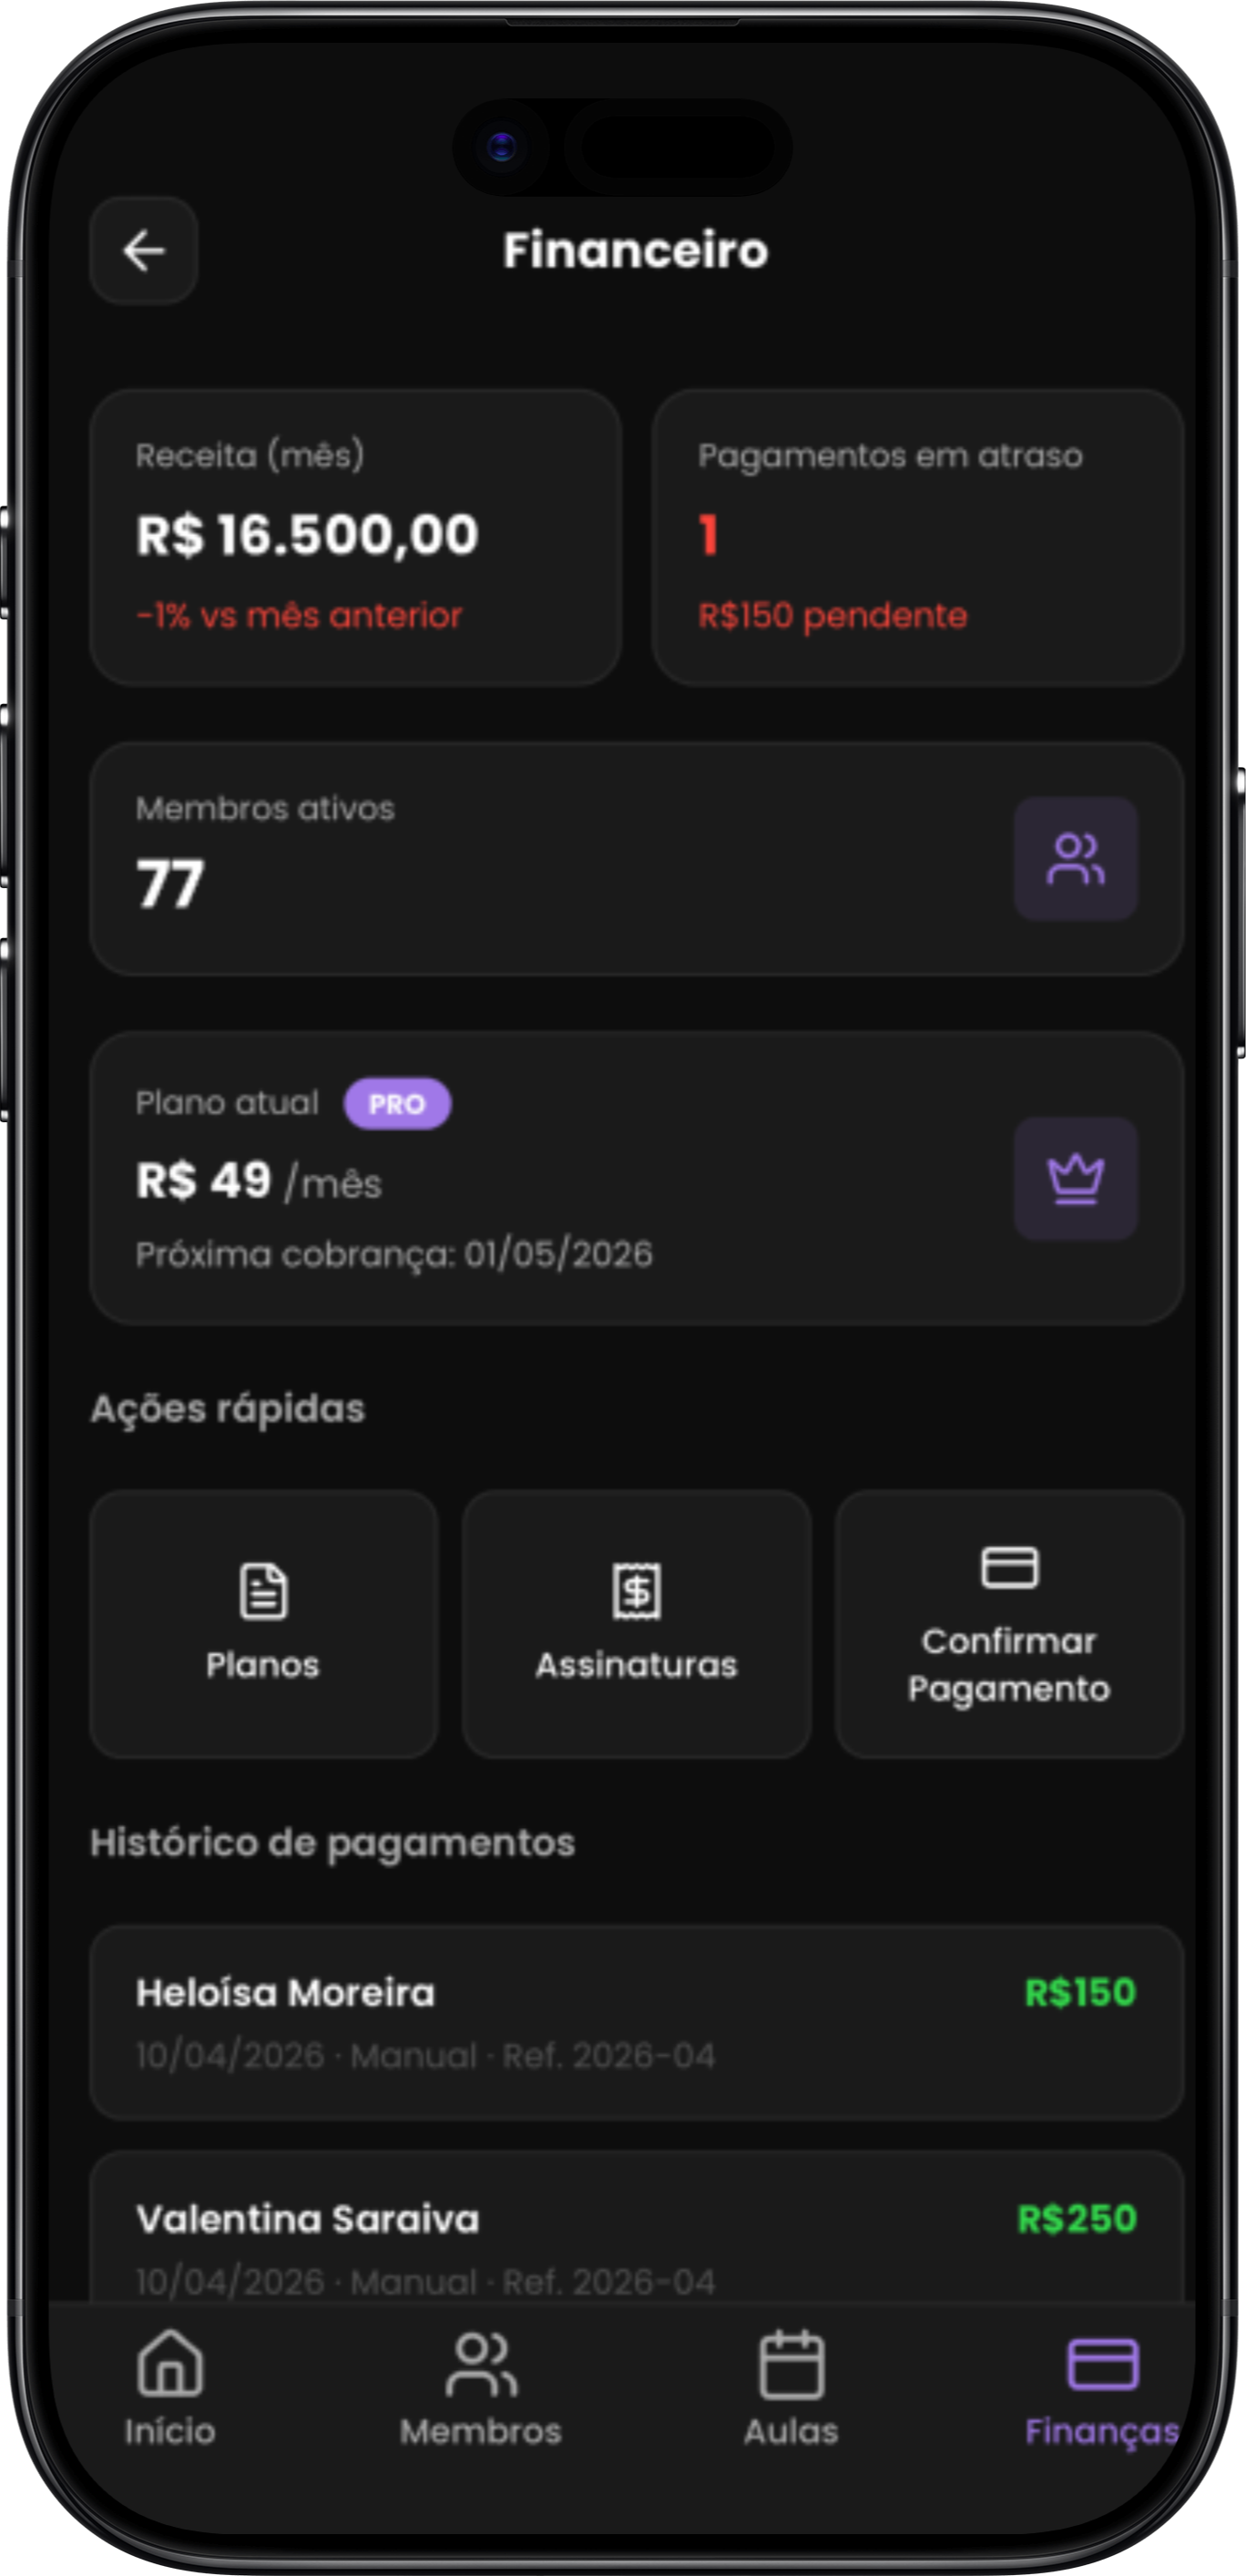 Financeiro
Receita (mês)
R$ 16.500,00
-1% vs mês anterior
Pagamentos em atraso
1
R$150 pendente
Membros ativos
77
Plano atual PRO
R$ 49 /mês
Próxima cobrança: 01/05/2026
Ações rápidas
Planos
Assinaturas
Confirmar
Pagamento
Histórico de pagamentos
Heloísa Moreira R$150
10/04/2026 · Manual · Ref. 2026-04
Valentina Saraiva R$250
10/04/2026 · Manual · Ref. 2026-04
Início Membros Aulas Finanças